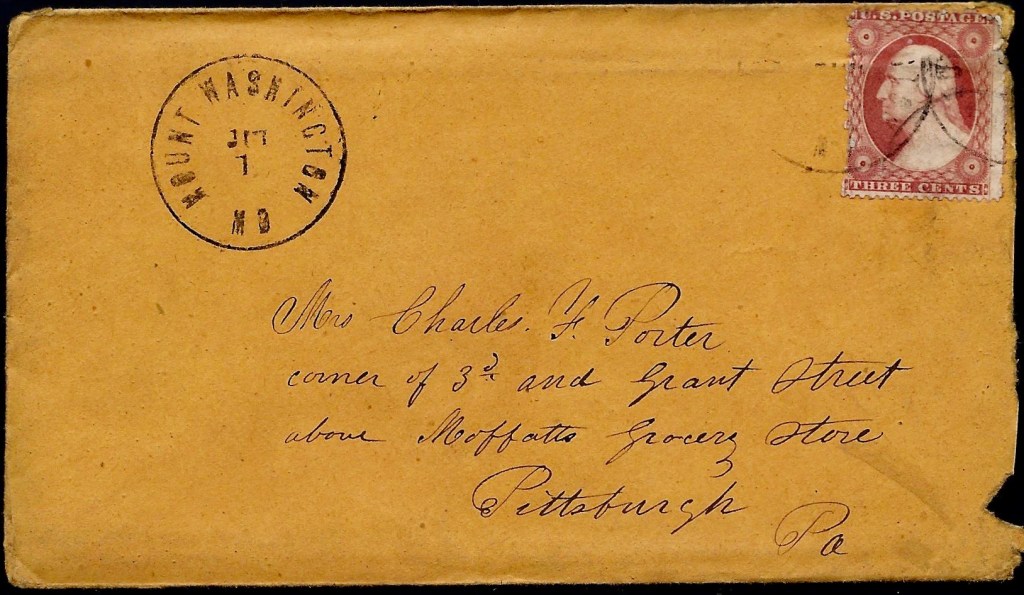 U.S. POSTAGE
THREE CENTS
MOUNT WASHINGTON
1
MD
Mrs Charles. F. Porter
corner of 3d and Grant Street
above Moffatts Grocery Store
Pittsburgh
Pa